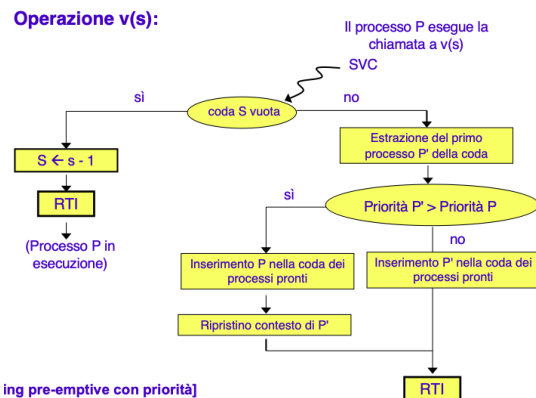 Operazione v(s):
Il processo P esegue la
chiamata a v(s)
SVC
sì
no
coda S vuota
S ← s - 1
RTI
(Processo P in
esecuzione)
Estrazione del primo
processo P' della coda
Priorità P' > Priorità P
sì
no
Inserimento P nella coda dei
processi pronti
Inserimento P' nella coda dei
processi pronti
Ripristino contesto di P'
RTI
ing pre-emptive con priorità]